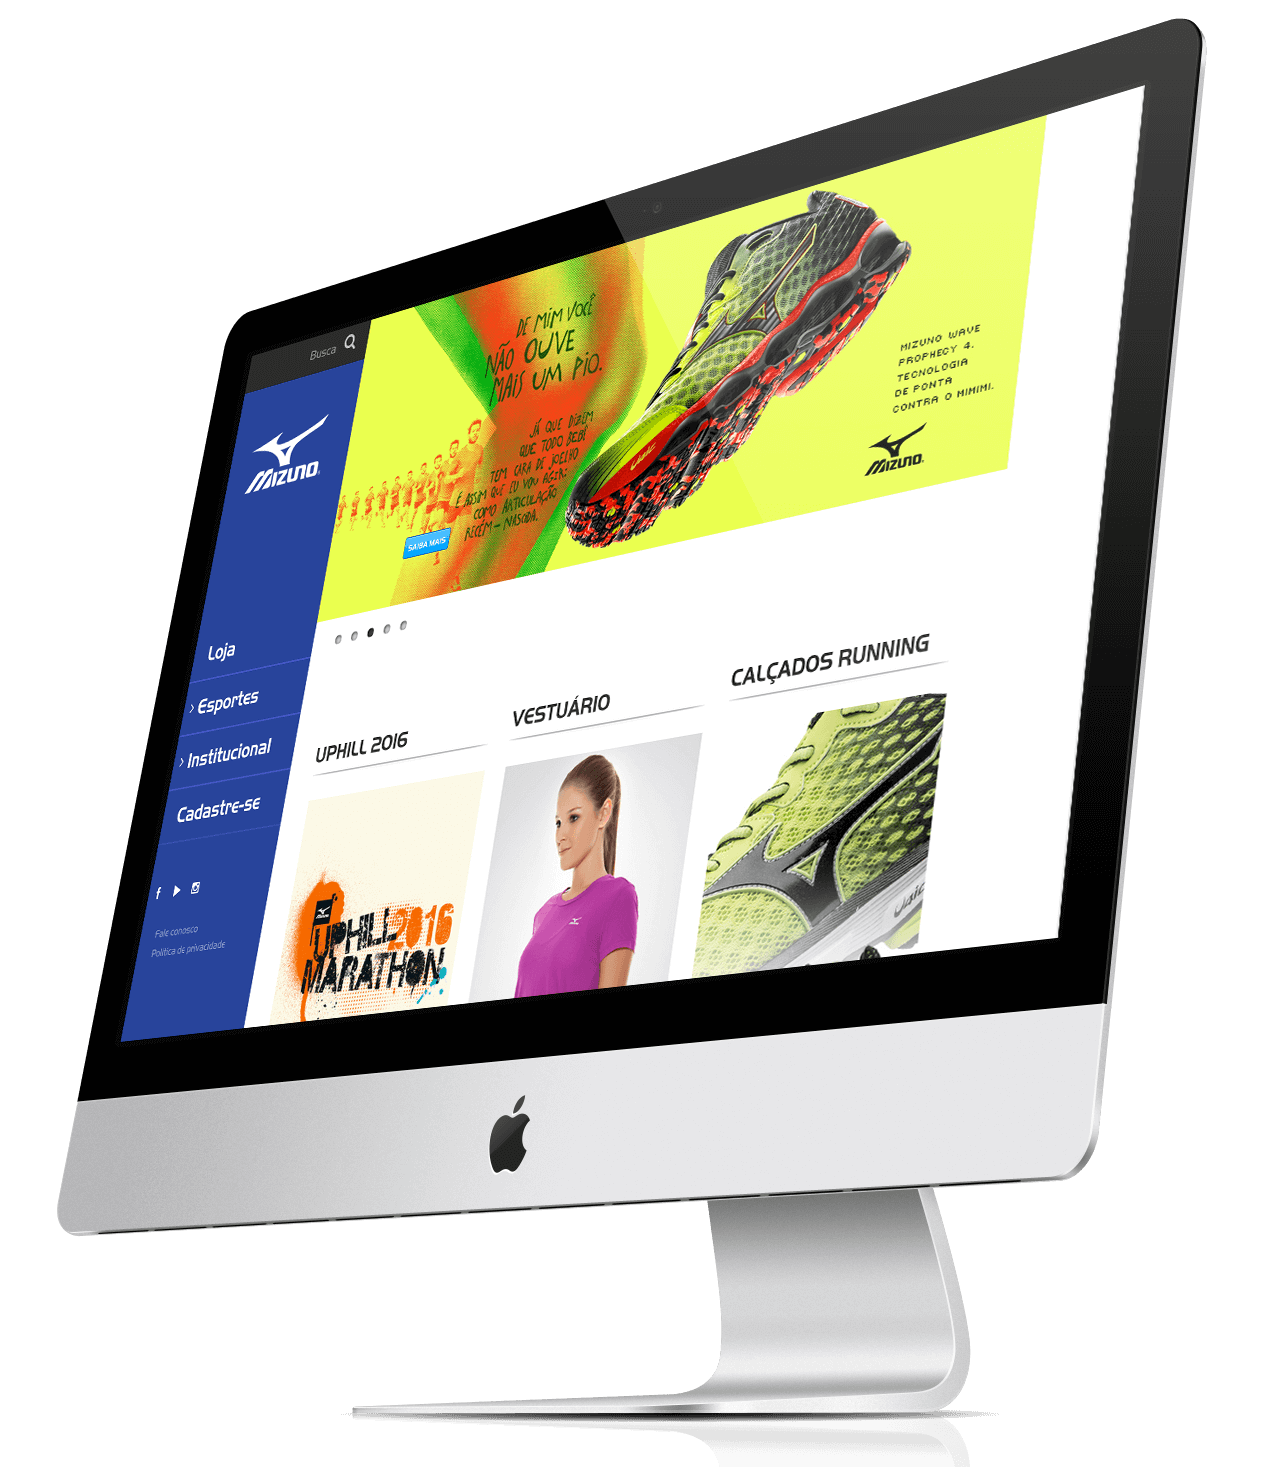 Busca
MIZUNO
Loja
› Esportes
› Institucional
Cadastre-se
Fale conosco
Política de privacidade
DE MIM VOCÊ
NÃO OUVE
MAIS UM PIO.
JÁ QUE DIZEM
QUE TODO BEBÊ
TEM CARA DE JOELHO
É ASSIM QUE EU VOU AGIR:
COMO ARTICULAÇÃO
RECÉM-NASCIDA.
SAIBA MAIS
MIZUNO WAVE
PROPHECY 4.
TECNOLOGIA
DE PONTA
CONTRA O MIMIMI.
MIZUNO
UPHILL 2016
VESTUÁRIO
CALÇADOS RUNNING
MIZUNO
UPHILL 2016
MARATHON